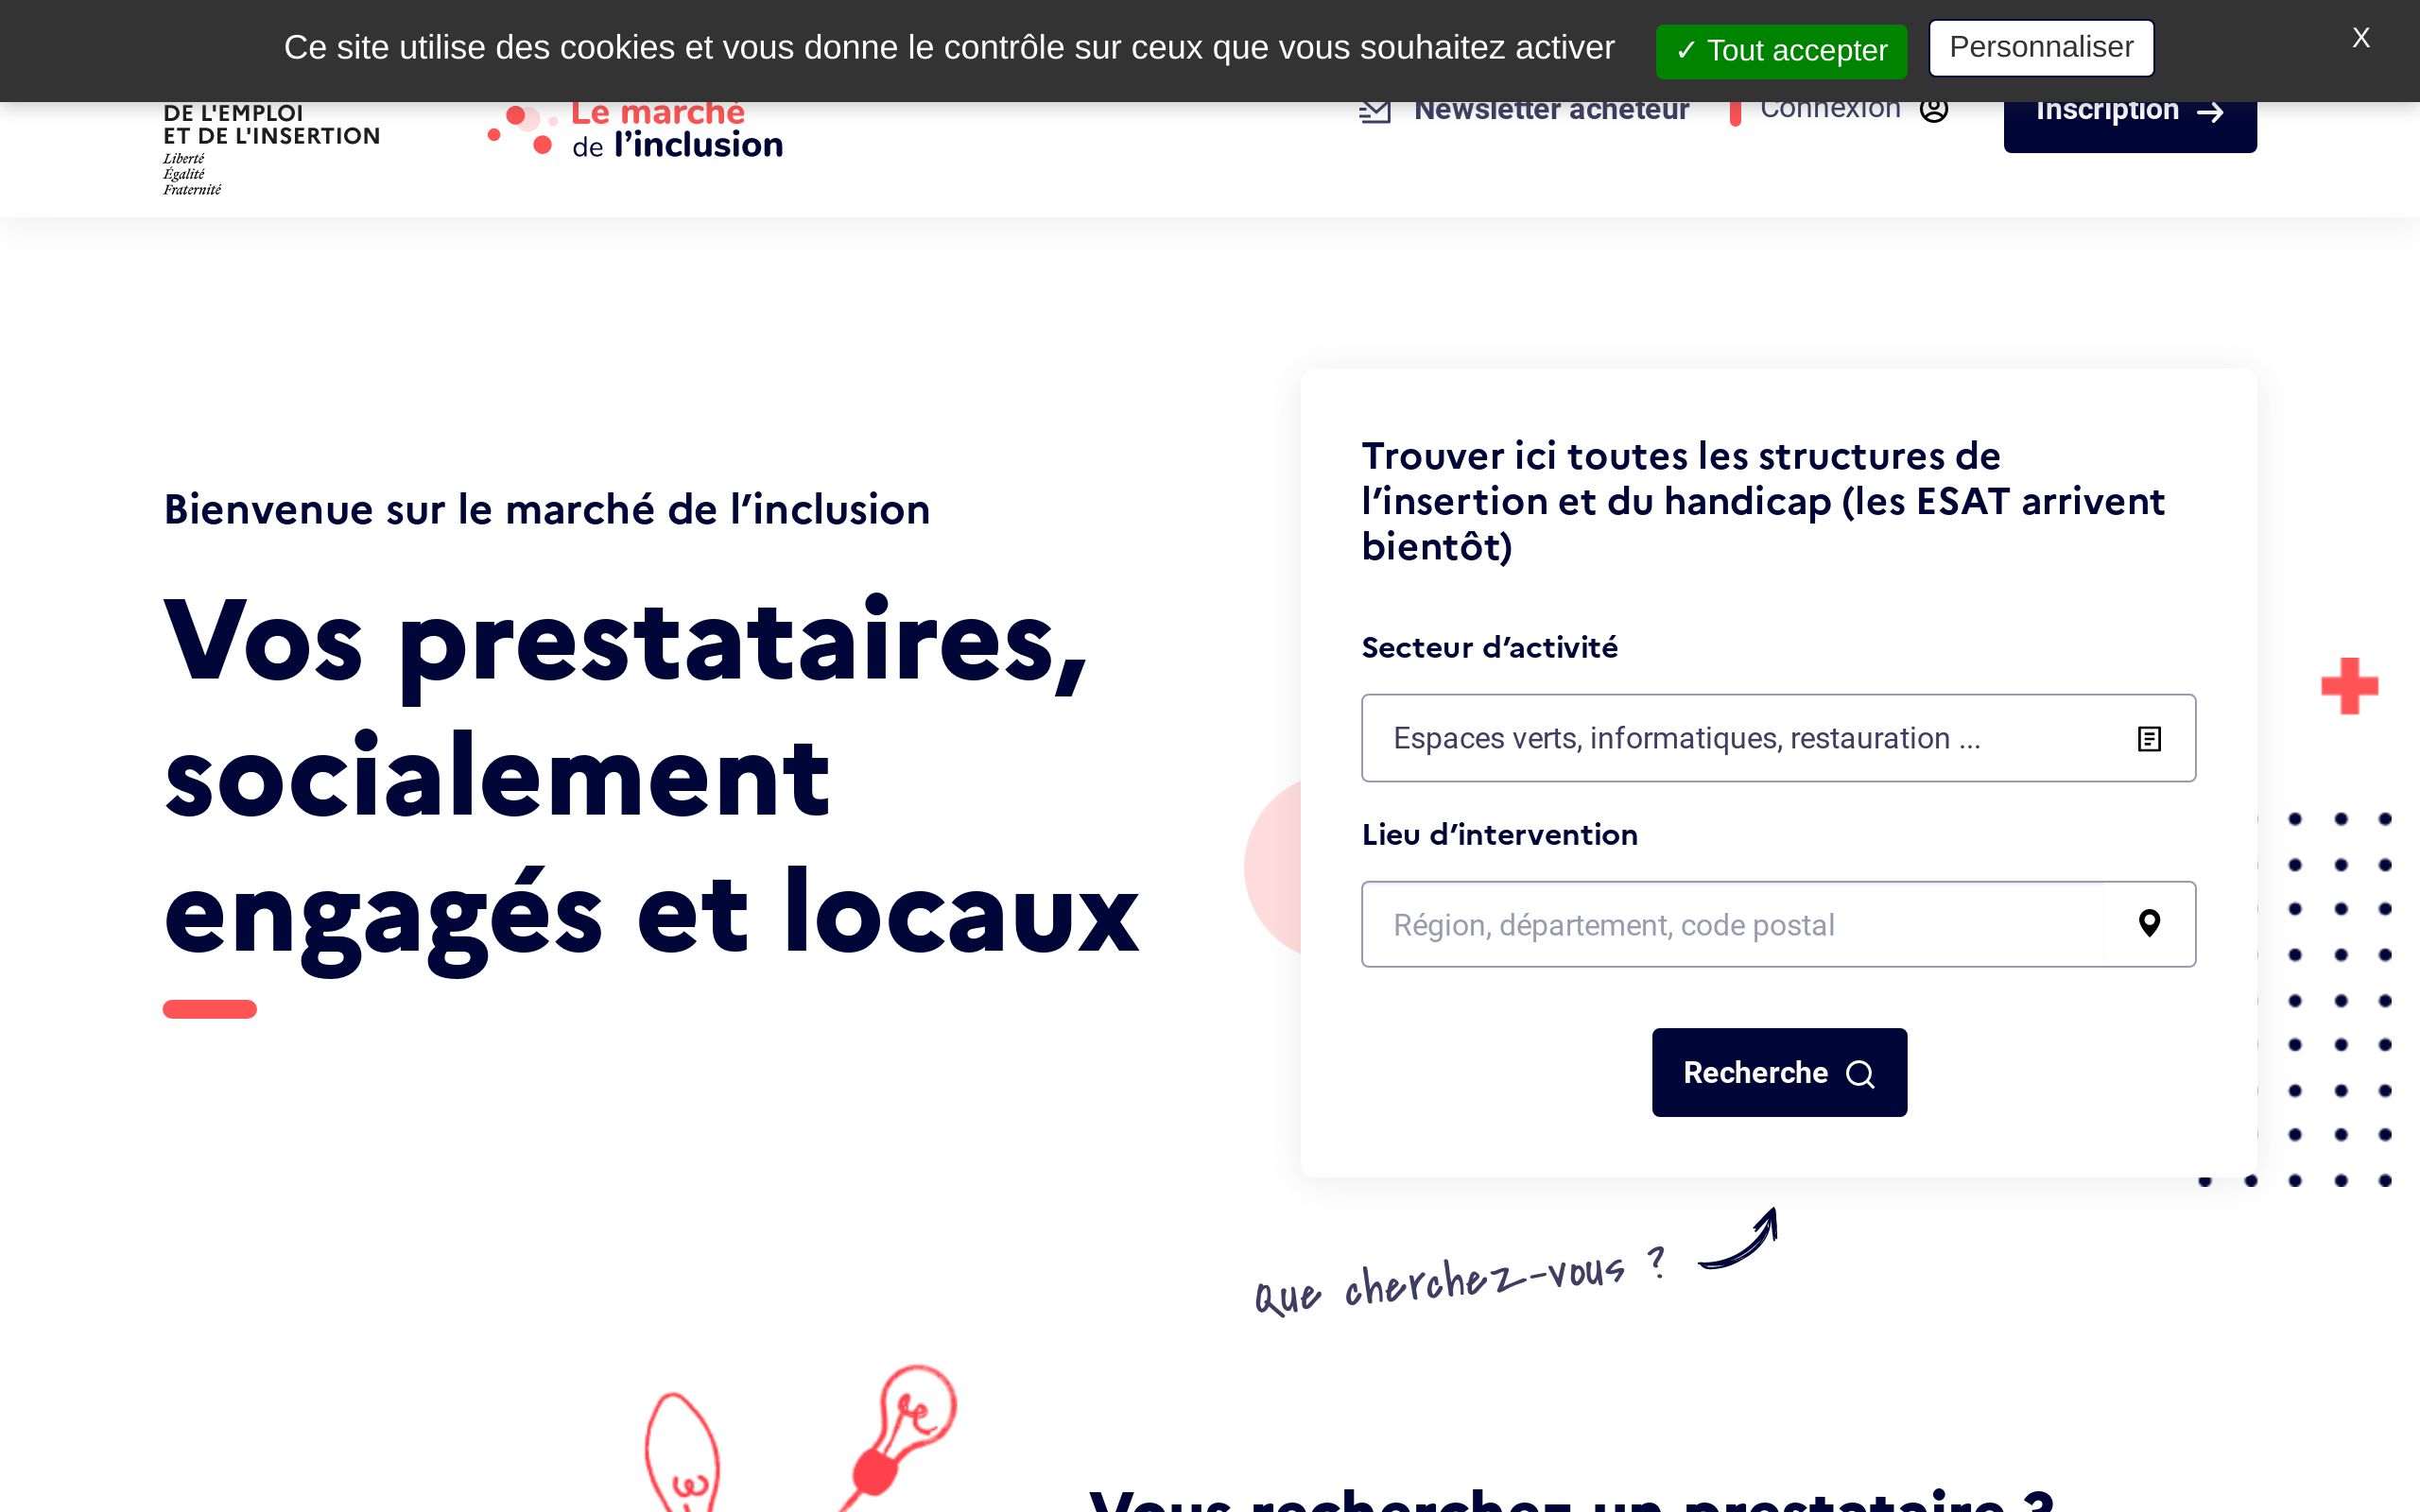 Ce site utilise des cookies et vous donne le contrôle sur ceux que vous souhaitez activer
✓ Tout accepter
Personnaliser
X
DE L'EMPLOI
ET DE L'INSERTION
Liberté
Égalité
Fraternité
Le marché
de l'inclusion
Newsletter acheteur
Connexion
Inscription
Bienvenue sur le marché de l'inclusion
Vos prestataires,
socialement
engagés et locaux
Trouver ici toutes les structures de
l'insertion et du handicap (les ESAT arrivent
bientôt)
Secteur d'activité
Espaces verts, informatiques, restauration ...
Lieu d'intervention
Région, département, code postal
Recherche
Que cherchez-vous ?
Vous recherchez un prestataire ?